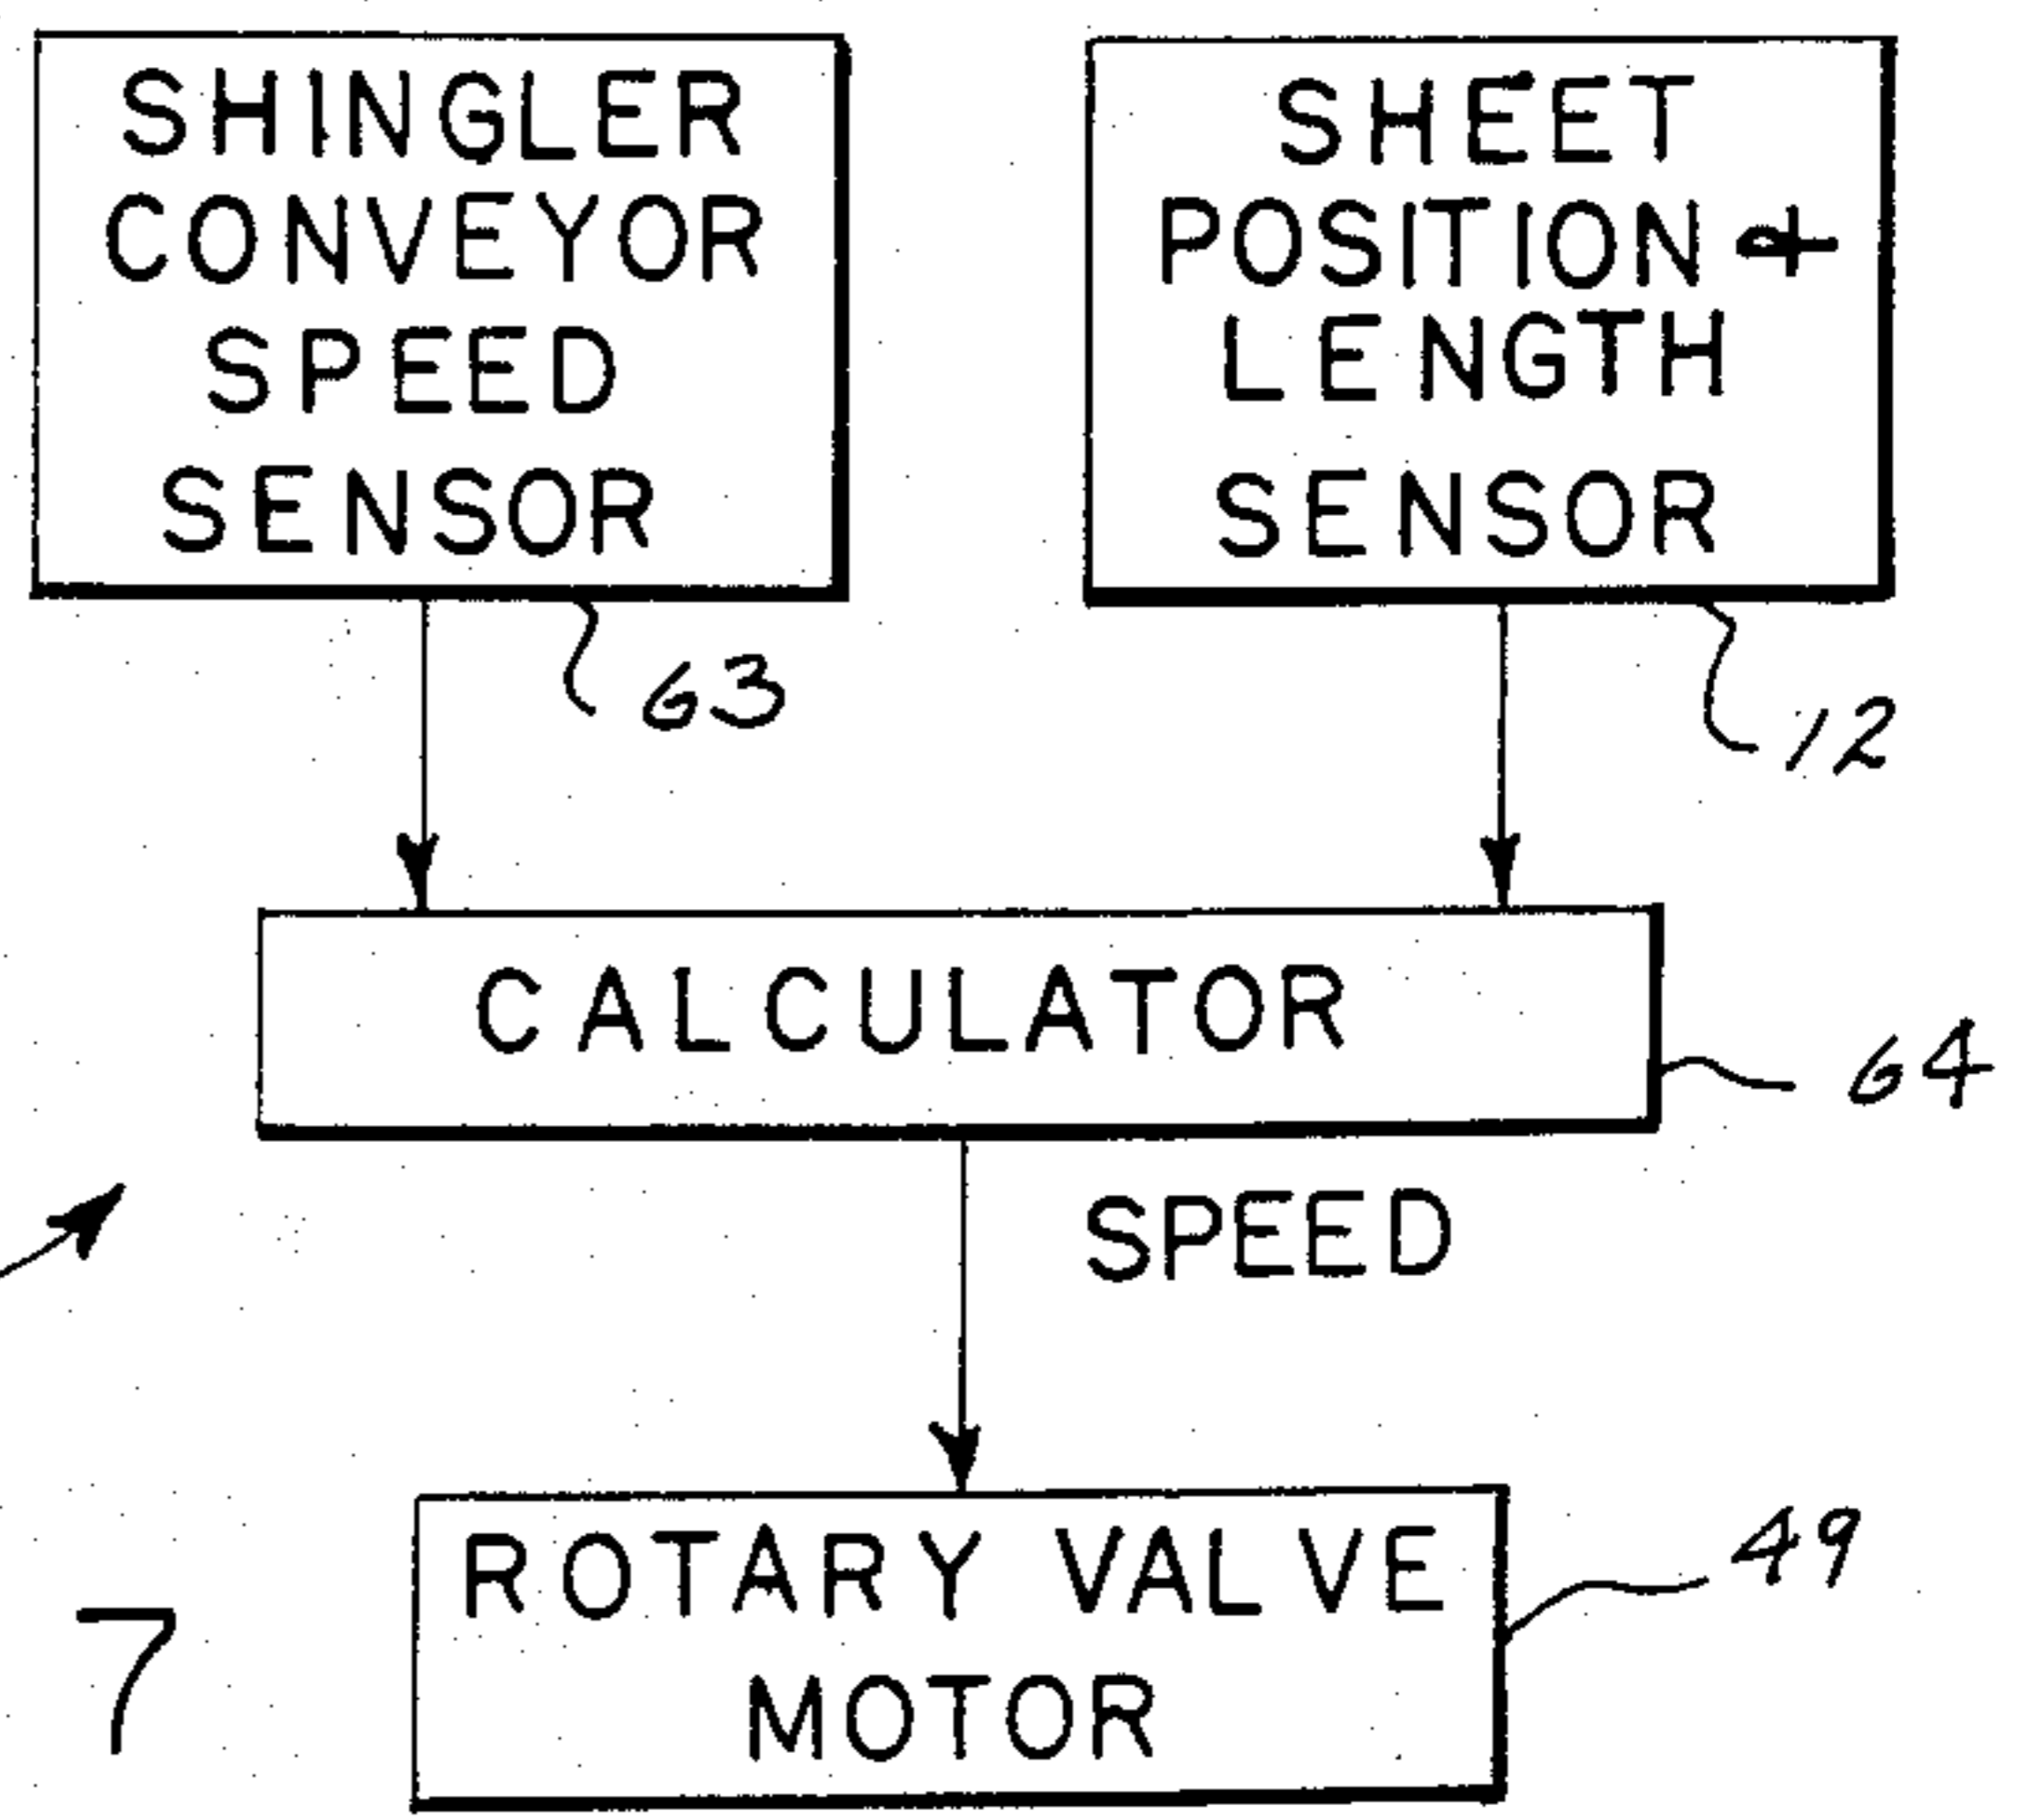 SHINGLER
CONVEYOR
SPEED
SENSOR
63
SHEET
POSITION &
LENGTH
SENSOR
12
CALCULATOR
64
SPEED
ROTARY VALVE
MOTOR
49
7